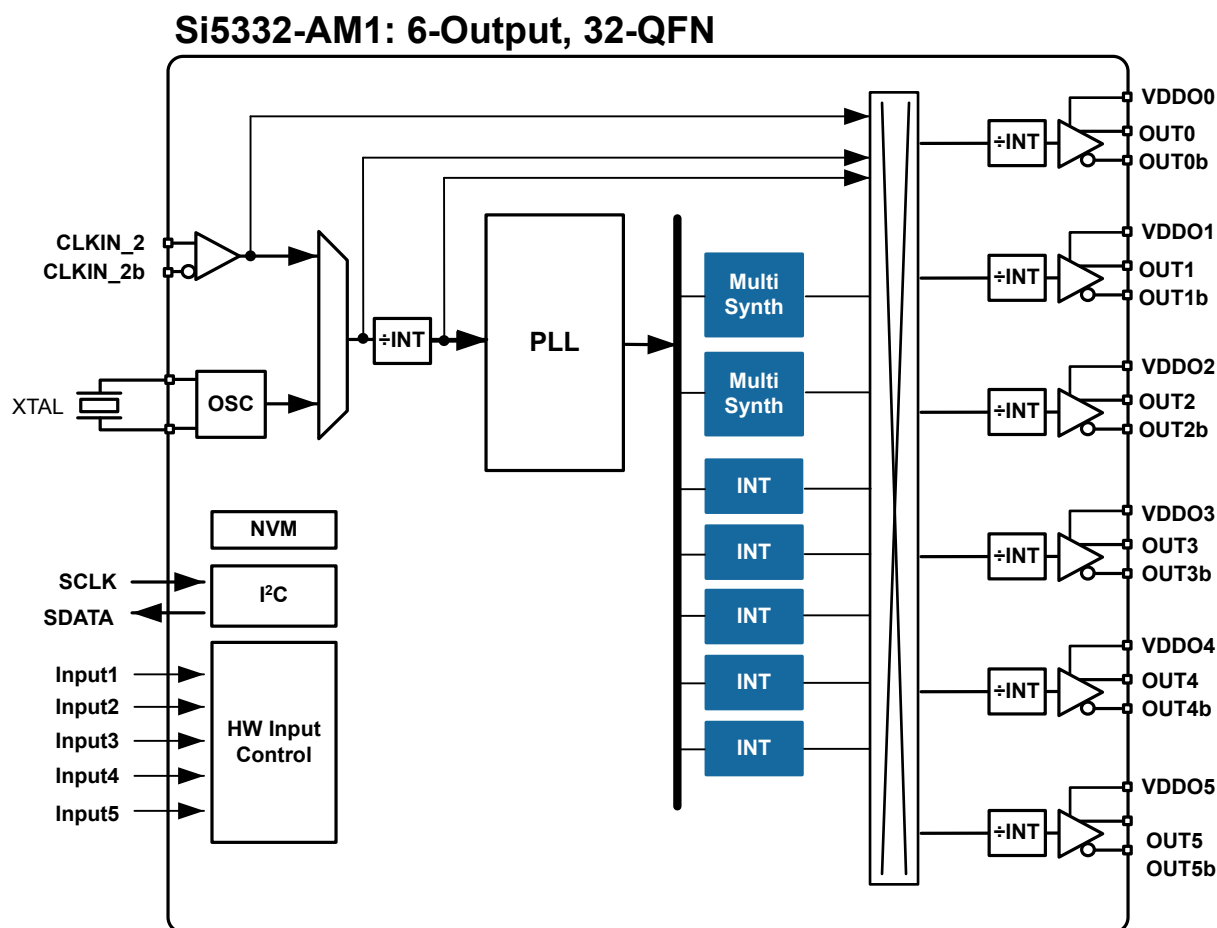 Si5332-AM1: 6-Output, 32-QFN
VDDO0
÷INT
OUT0
OUT0b
CLKIN_2
CLKIN_2b
VDDO1
÷INT
OUT1
OUT1b
Multi
Synth
÷INT
PLL
VDDO2
÷INT
OUT2
OUT2b
Multi
Synth
XTAL
OSC
INT
NVM
VDDO3
÷INT
OUT3
OUT3b
INT
SCLK
SDATA
I²C
INT
VDDO4
÷INT
OUT4
OUT4b
INT
Input1
Input2
Input3
Input4
Input5
HW Input
Control
INT
VDDO5
÷INT
OUT5
OUT5b